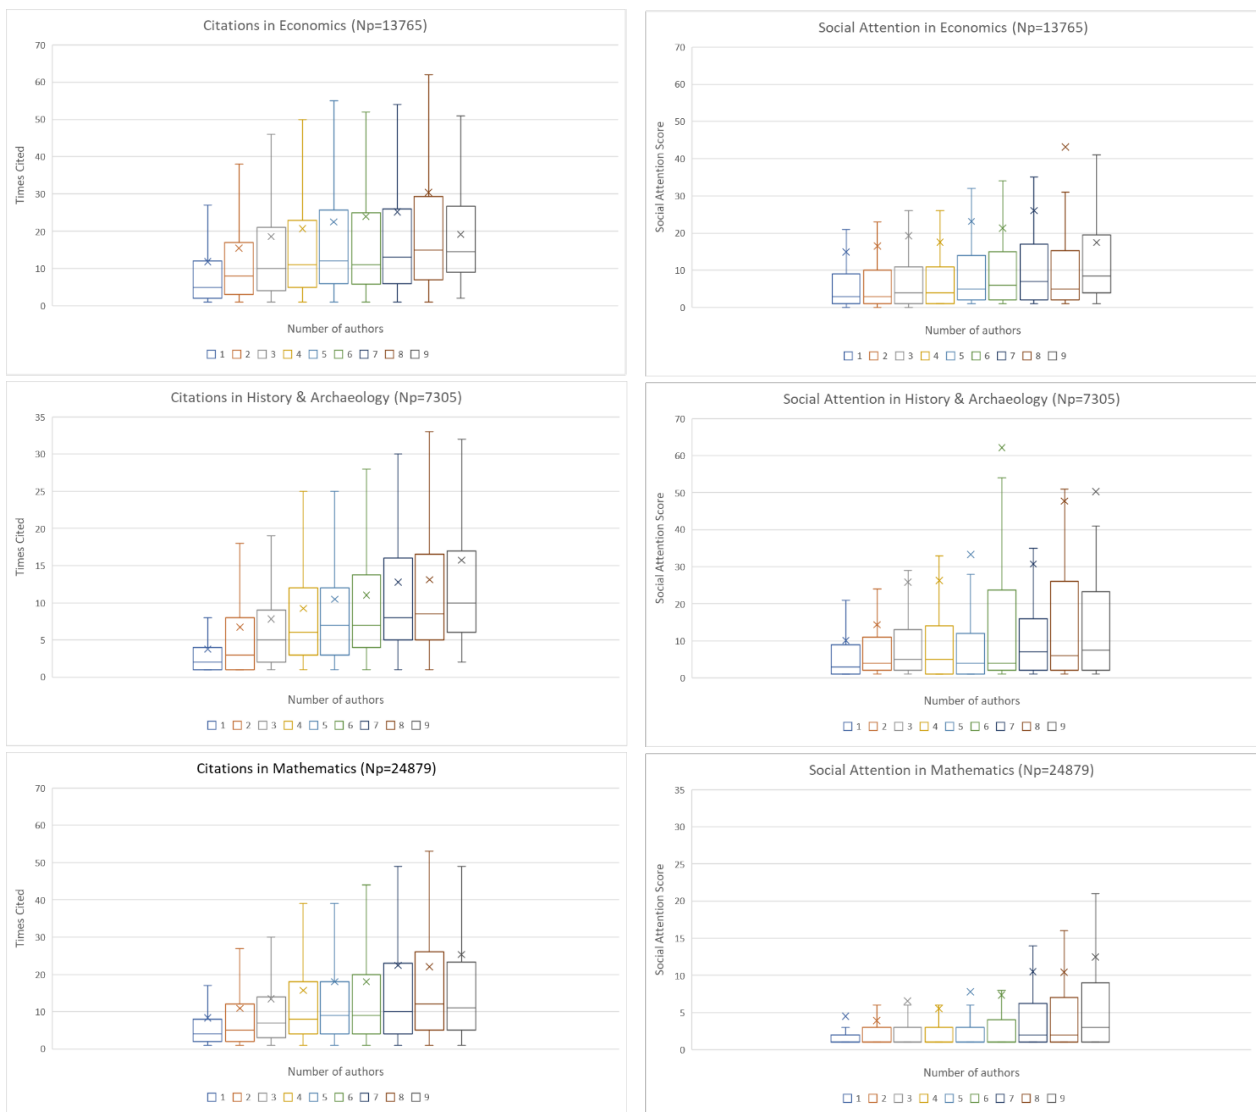 Citations in Economics (Np=13765)
70
60
50
40
30
20
10
0
Times Cited
Number of authors
1 2 3 4 5 6 7 8 9
Social Attention in Economics (Np=13765)
70
60
50
40
30
20
10
0
Social Attention Score
Number of authors
1 2 3 4 5 6 7 8 9
Citations in History & Archaeology (Np=7305)
35
30
25
20
15
10
5
0
Times Cited
Number of authors
1 2 3 4 5 6 7 8 9
Social Attention in History & Archaeology (Np=7305)
70
60
50
40
30
20
10
0
Social Attention Score
Number of authors
1 2 3 4 5 6 7 8 9
Citations in Mathematics (Np=24879)
70
60
50
40
30
20
10
0
Times Cited
Number of authors
1 2 3 4 5 6 7 8 9
Social Attention in Mathematics (Np=24879)
35
30
25
20
15
10
5
0
Social Attention Score
Number of authors
1 2 3 4 5 6 7 8 9